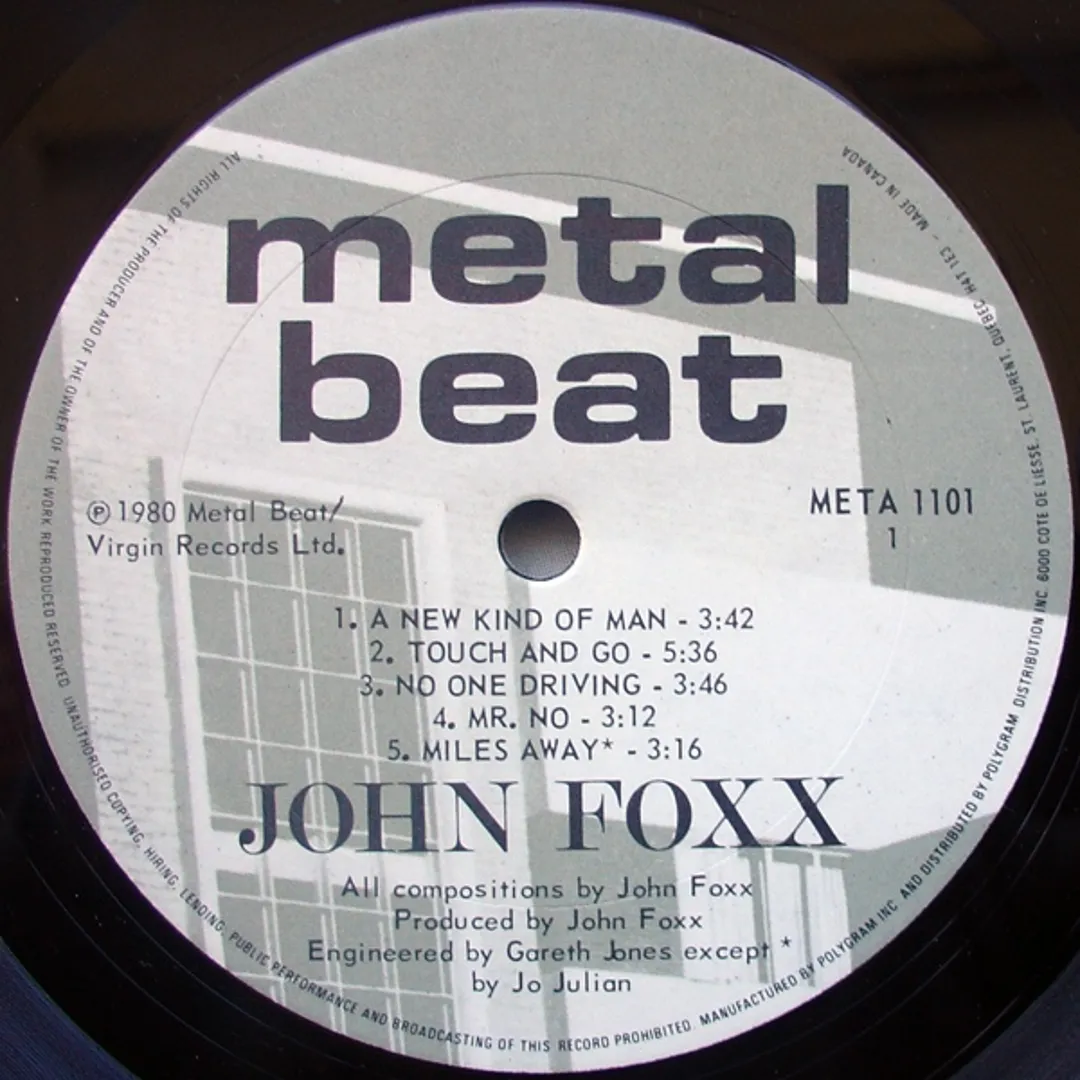 metal
beat
℗ 1980 Metal Beat/
Virgin Records Ltd.
META 1101
1
1. A NEW KIND OF MAN - 3:42
2. TOUCH AND GO - 5:36
3. NO ONE DRIVING - 3:46
4. MR. NO - 3:12
5. MILES AWAY* - 3:16
JOHN FOXX
All compositions by John Foxx
Produced by John Foxx
Engineered by Gareth Jones except *
by Jo Julian
ALL RIGHTS OF THE PRODUCER AND OF THE OWNER OF THE WORK REPRODUCED RESERVED. UNAUTHORISED COPYING, HIRING, LENDING, PUBLIC PERFORMANCE AND BROADCASTING OF THIS RECORD PROHIBITED. MANUFACTURED BY POLYGRAM INC. AND DISTRIBUTED BY POLYGRAM DISTRIBUTION INC. 6000 COTE DE LIESSE, ST. LAURENT, QUEBEC H4T 1E3 - MADE IN CANADA